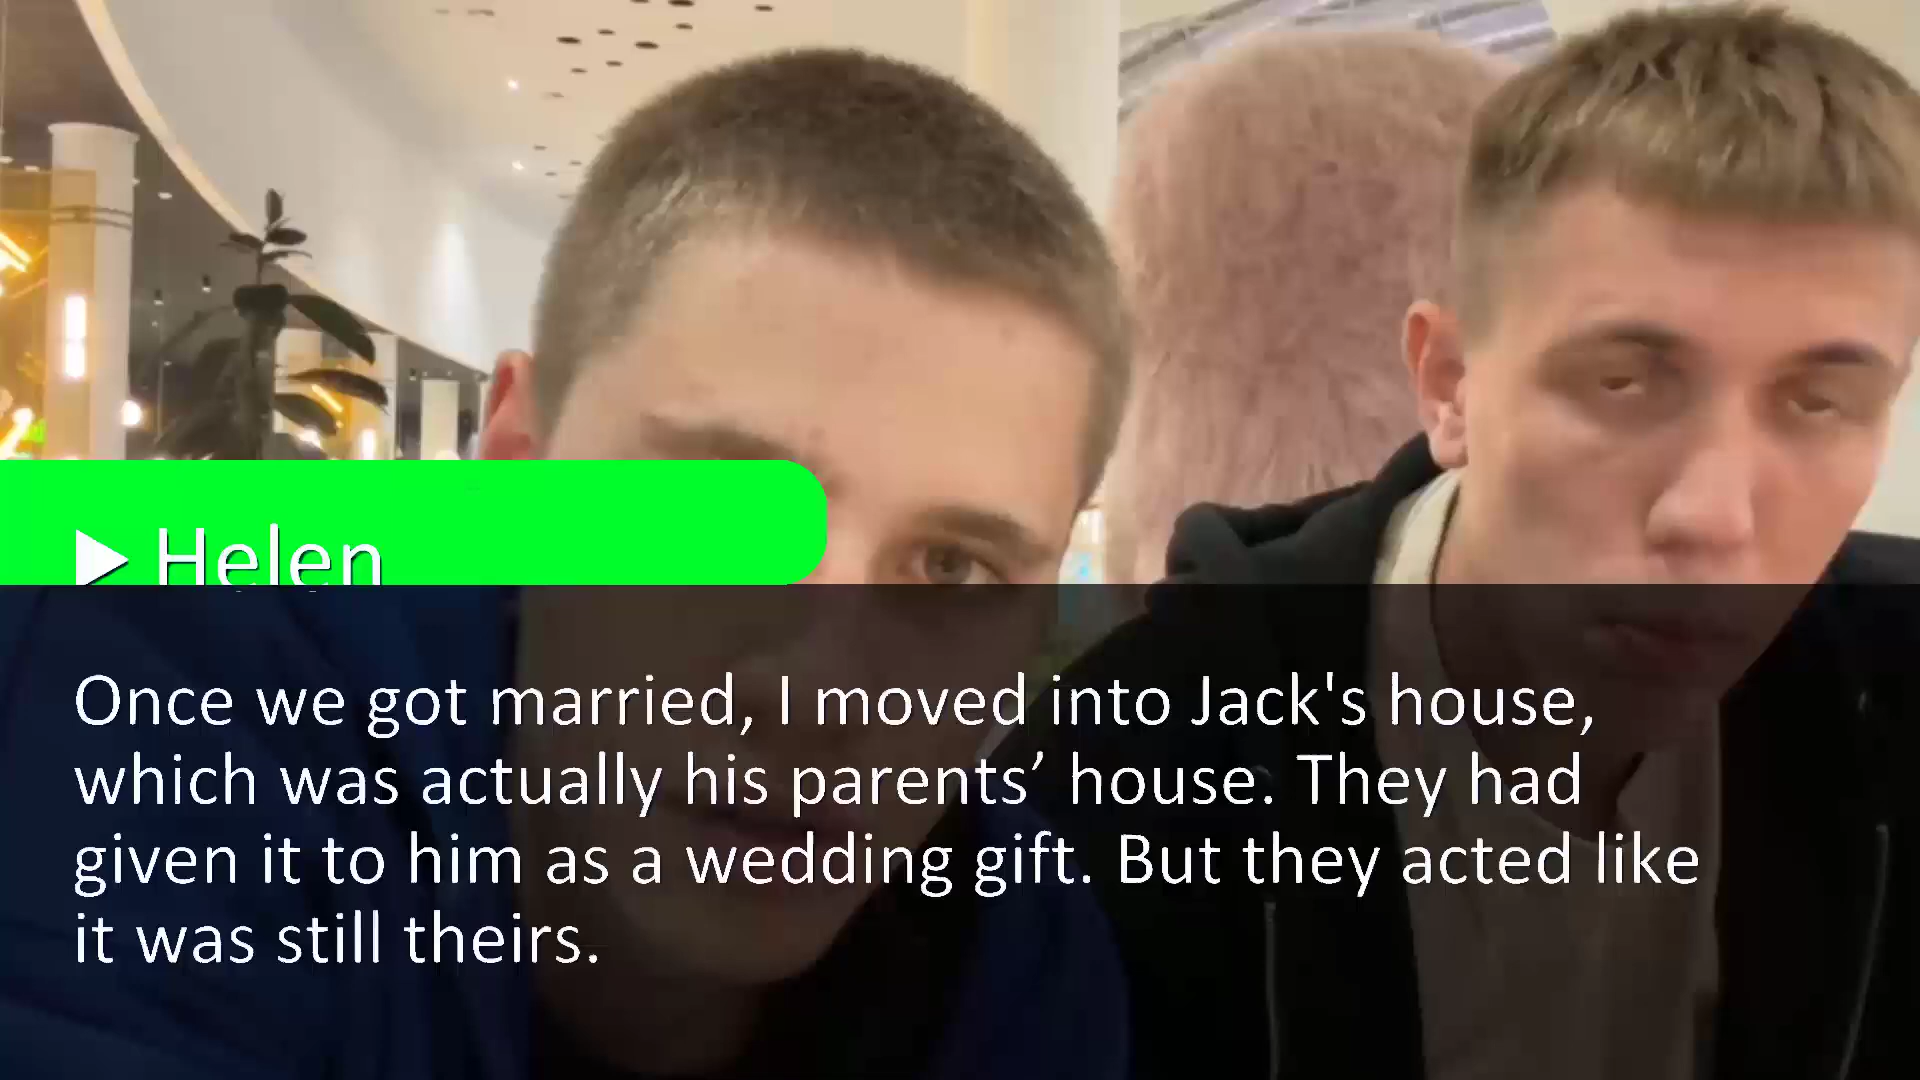 Helen
Once we got married, I moved into Jack's house,
which was actually his parents’ house. They had
given it to him as a wedding gift. But they acted like
it was still theirs.